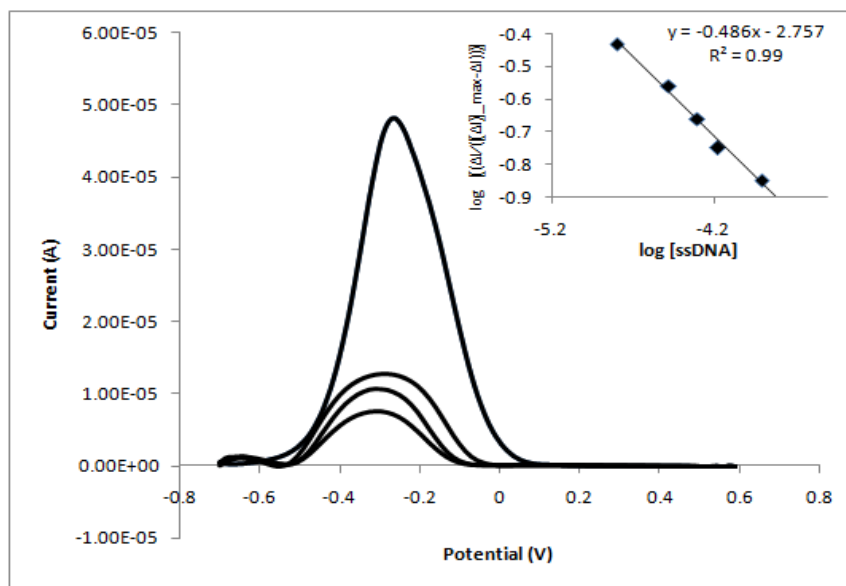 6.00E-05
5.00E-05
4.00E-05
3.00E-05
2.00E-05
1.00E-05
0.00E+00
-1.00E-05
Current (A)
-0.8
-0.6
-0.4
-0.2
0
0.2
0.4
0.6
0.8
Potential (V)
y = -0.486x - 2.757
R² = 0.99
-0.4
-0.5
-0.6
-0.7
-0.8
-0.9
-5.2
-4.2
log [ssDNA]
log